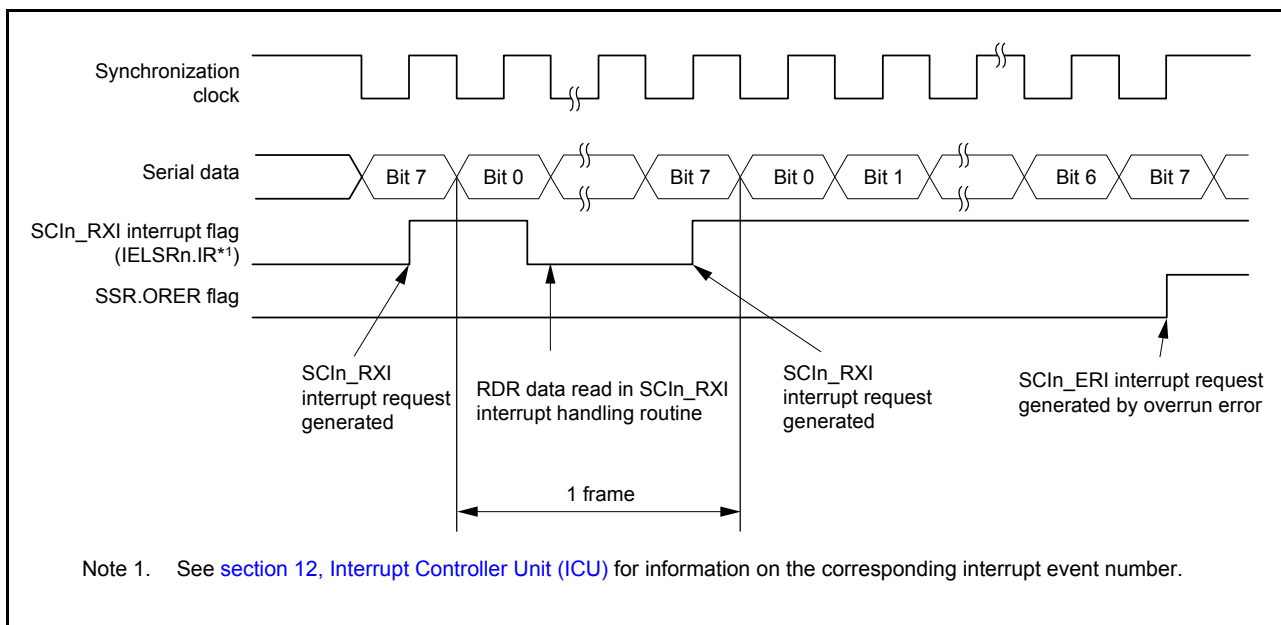 Synchronization
clock
Serial data
Bit 7
Bit 0
Bit 7
Bit 0
Bit 1
Bit 6
Bit 7
SCIn_RXI interrupt flag
(IELSRn.IR*1)
SSR.ORER flag
SCIn_RXI
interrupt request
generated
RDR data read in SCIn_RXI
interrupt handling routine
SCIn_RXI
interrupt request
generated
SCIn_ERI interrupt request
generated by overrun error
1 frame
Note 1. See section 12, Interrupt Controller Unit (ICU) for information on the corresponding interrupt event number.